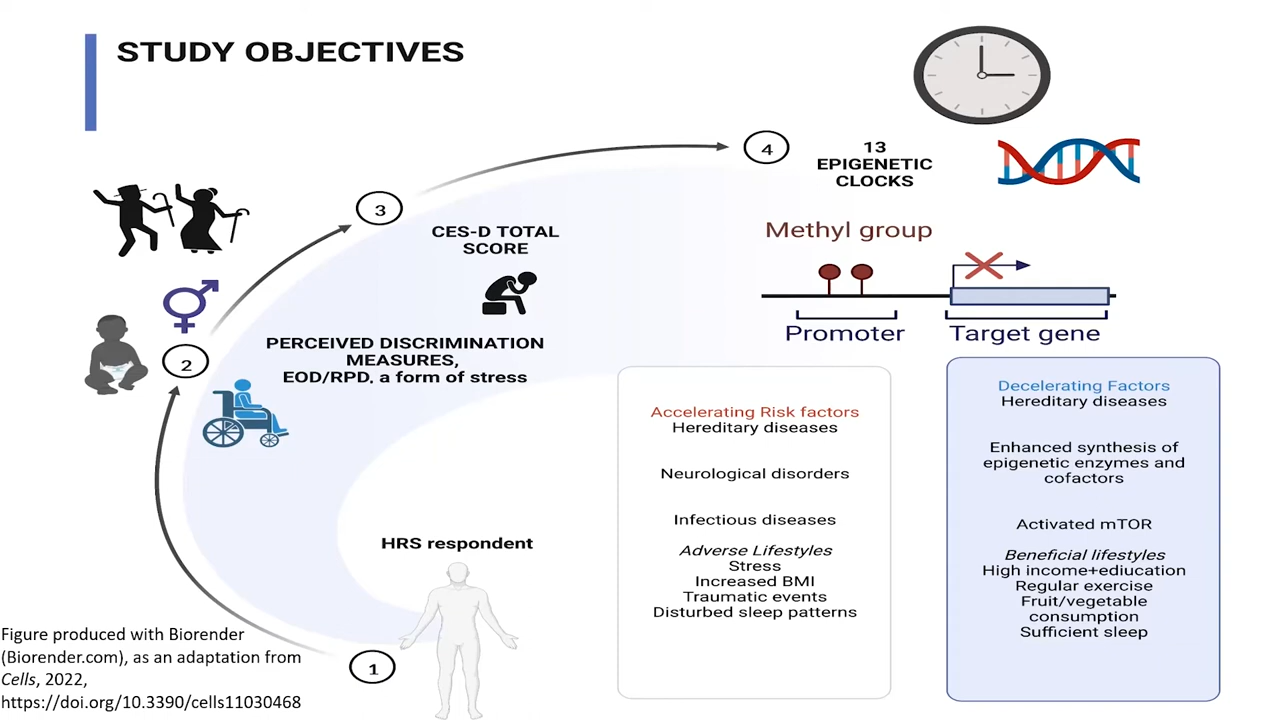 STUDY OBJECTIVES
4
13
EPIGENETIC
CLOCKS
3
CES-D TOTAL
SCORE
Methyl group
Promoter
Target gene
2
PERCEIVED DISCRIMINATION
MEASURES,
EOD/RPD, a form of stress
Accelerating Risk factors
Hereditary diseases
Neurological disorders
Infectious diseases
Adverse Lifestyles
Stress
Increased BMI
Traumatic events
Disturbed sleep patterns
Decelerating Factors
Hereditary diseases
Enhanced synthesis of
epigenetic enzymes and
cofactors
Activated mTOR
Beneficial lifestyles
High income+ediucation
Regular exercise
Fruit/vegetable
consumption
Sufficient sleep
HRS respondent
1
Figure produced with Biorender
(Biorender.com), as an adaptation from
Cells, 2022,
https://doi.org/10.3390/cells11030468